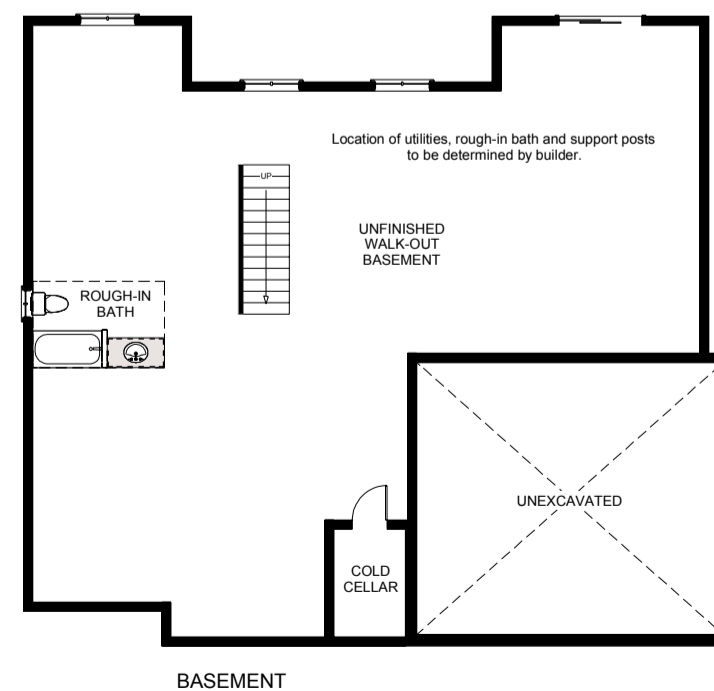 Location of utilities, rough-in bath and support posts
to be determined by builder.
UP
UNFINISHED
WALK-OUT
BASEMENT
ROUGH-IN
BATH
UNEXCAVATED
COLD
CELLAR
BASEMENT